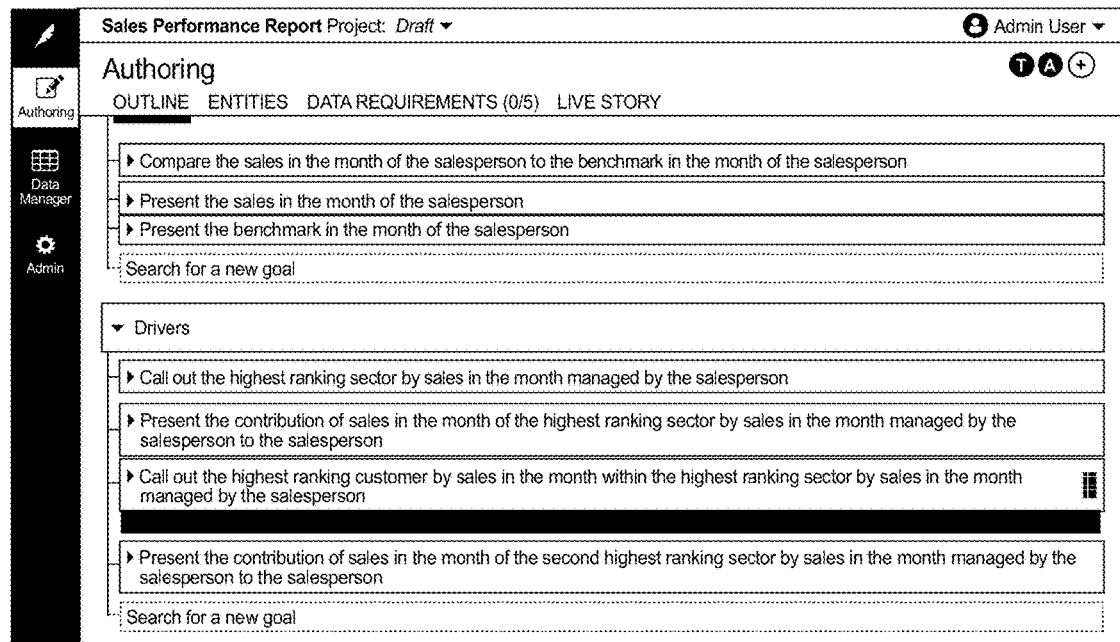 Sales Performance Report Project: Draft
Admin User
Authoring
T A +
OUTLINE ENTITIES DATA REQUIREMENTS (0/5) LIVE STORY
Authoring
Compare the sales in the month of the salesperson to the benchmark in the month of the salesperson
Data
Manager
Present the sales in the month of the salesperson
Present the benchmark in the month of the salesperson
Admin
Search for a new goal
Drivers
Call out the highest ranking sector by sales in the month managed by the salesperson
Present the contribution of sales in the month of the highest ranking sector by sales in the month managed by the
salesperson to the salesperson
Call out the highest ranking customer by sales in the month within the highest ranking sector by sales in the month
managed by the salesperson
Present the contribution of sales in the month of the second highest ranking sector by sales in the month managed by the
salesperson to the salesperson
Search for a new goal